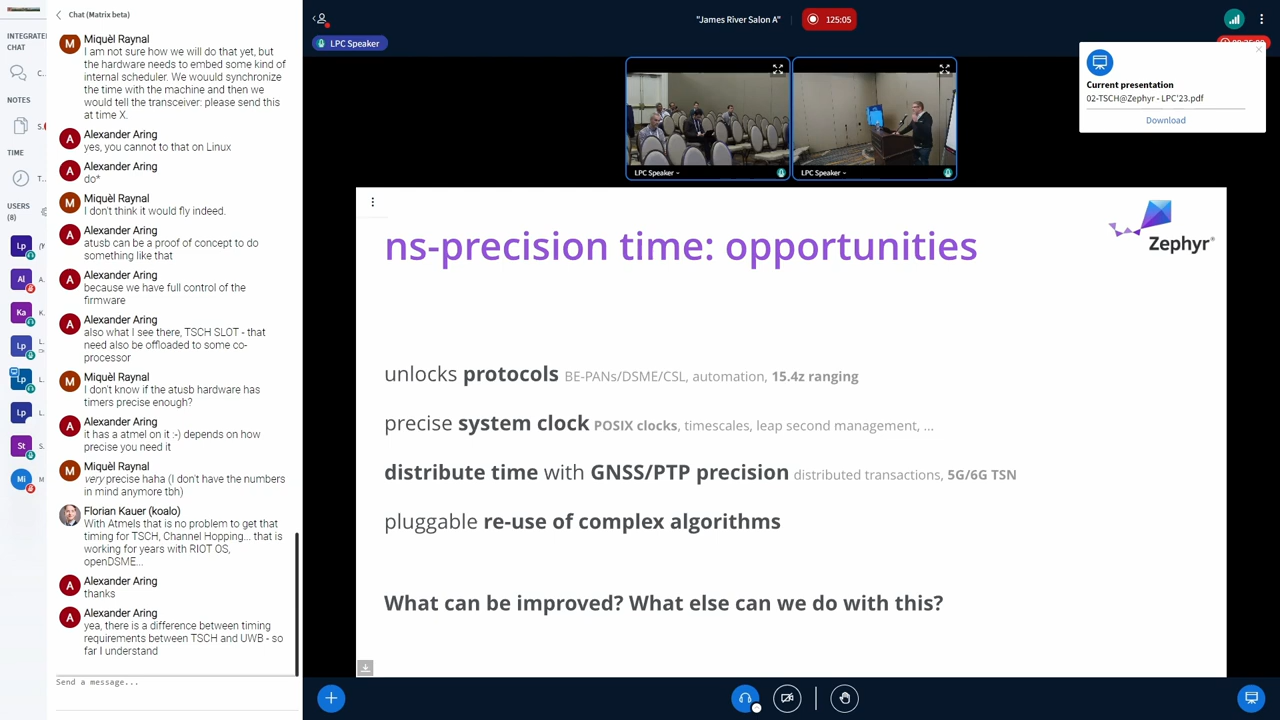 INTEGRATE
CHAT
C.
NOTES
S.
TIME
T..
USERS
(8)
Lp
Al
A.
Ka
K.
Lp
L.
Lp
L.
Lp
L.
St
S.
Mi
M
Chat (Matrix beta)
M
Miquèl Raynal
I am not sure how we will do that yet, but
the hardware needs to embed some kind of
internal scheduler. We wouuld synchronize
the time with the machine and then we
would tell the transceiver: please send this
at time X.
A
Alexander Aring
yes, you cannot to that on Linux
A
Alexander Aring
do*
M
Miquèl Raynal
I don't think it would fly indeed.
A
Alexander Aring
atusb can be a proof of concept to do
something like that
A
Alexander Aring
because we have full control of the
firmware
A
Alexander Aring
also what I see there, TSCH SLOT - that
need also be offloaded to some co-
processor
M
Miquèl Raynal
I don't know if the atusb hardware has
timers precise enough?
A
Alexander Aring
it has a atmel on it :-) depends on how
precise you need it
M
Miquèl Raynal
very precise haha (I don't have the numbers
in mind anymore tbh)
Florian Kauer (koalo)
With Atmels that is no problem to get that
timing for TSCH, Channel Hopping... that is
working for years with RIOT OS,
openDSME...
A
Alexander Aring
thanks
A
Alexander Aring
yea, there is a difference between timing
requirements between TSCH and UWB - so
far I understand
Send a message...
"James River Salon A"
125:05
LPC Speaker
LPC Speaker
LPC Speaker
Current presentation
02-TSCH@Zephyr - LPC'23.pdf
Download
ns-precision time: opportunities
Zephyr®
unlocks protocols BE-PANs/DSME/CSL, automation, 15.4z ranging
precise system clock POSIX clocks, timescales, leap second management, ...
distribute time with GNSS/PTP precision distributed transactions, 5G/6G TSN
pluggable re-use of complex algorithms
What can be improved? What else can we do with this?